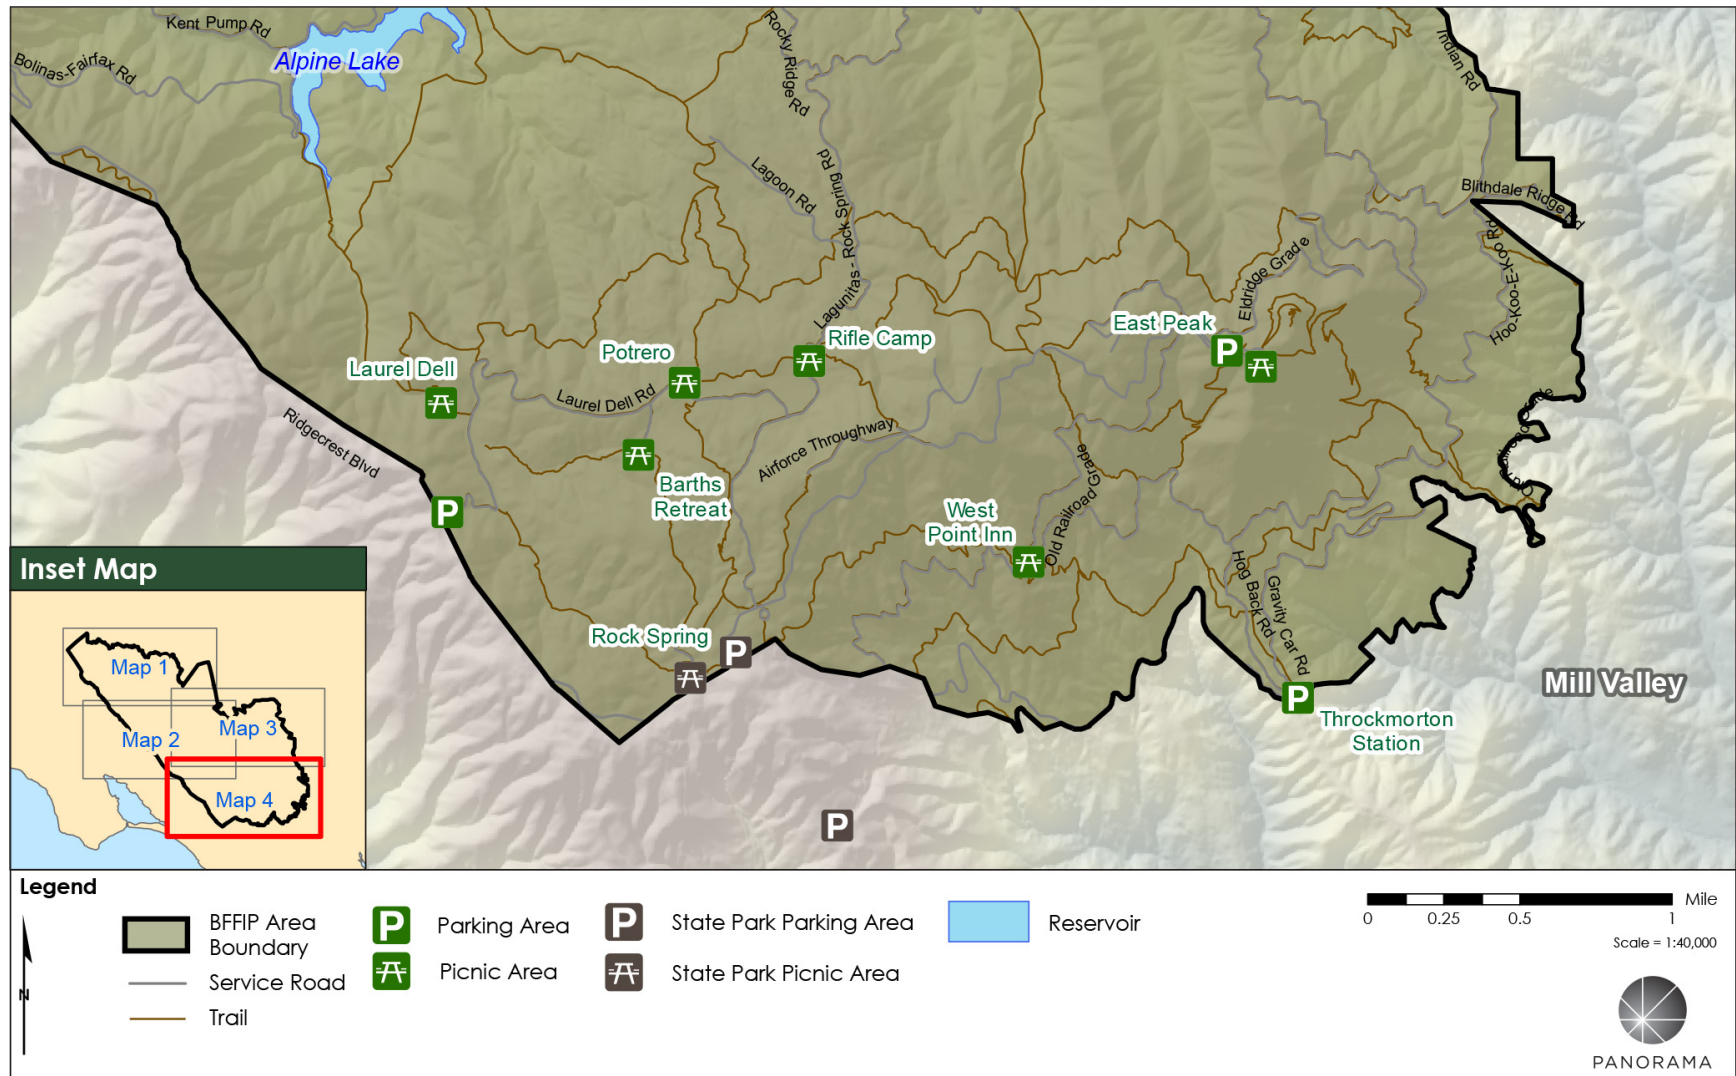 Kent Pump Rd
Bolinas-Fairfax Rd
Alpine Lake
Rocky Ridge Rd
Indian Rd
Lagoon Rd
Lagunitas - Rock Spring Rd
Blithdale Ridge Rd
Hoo-Koo-E-Koo Rd
Eldridge Grade
East Peak
P
Rifle Camp
Potrero
Laurel Dell
Laurel Dell Rd
Ridgecrest Blvd
Airforce Throughway
Old Railroad Grade
Barths
Retreat
P
West
Point Inn
Old Railroad Grade
Hog Back Rd
Gravity Car Rd
Rock Spring
P
P
Throckmorton
Station
Mill Valley
P
Inset Map
Map 1
Map 2
Map 3
Map 4
Legend
N
BFFIP Area
Boundary
Service Road
Trail
P Parking Area
Picnic Area
P State Park Parking Area
State Park Picnic Area
Reservoir
Mile
0 0.25 0.5 1
Scale = 1:40,000
PANORAMA